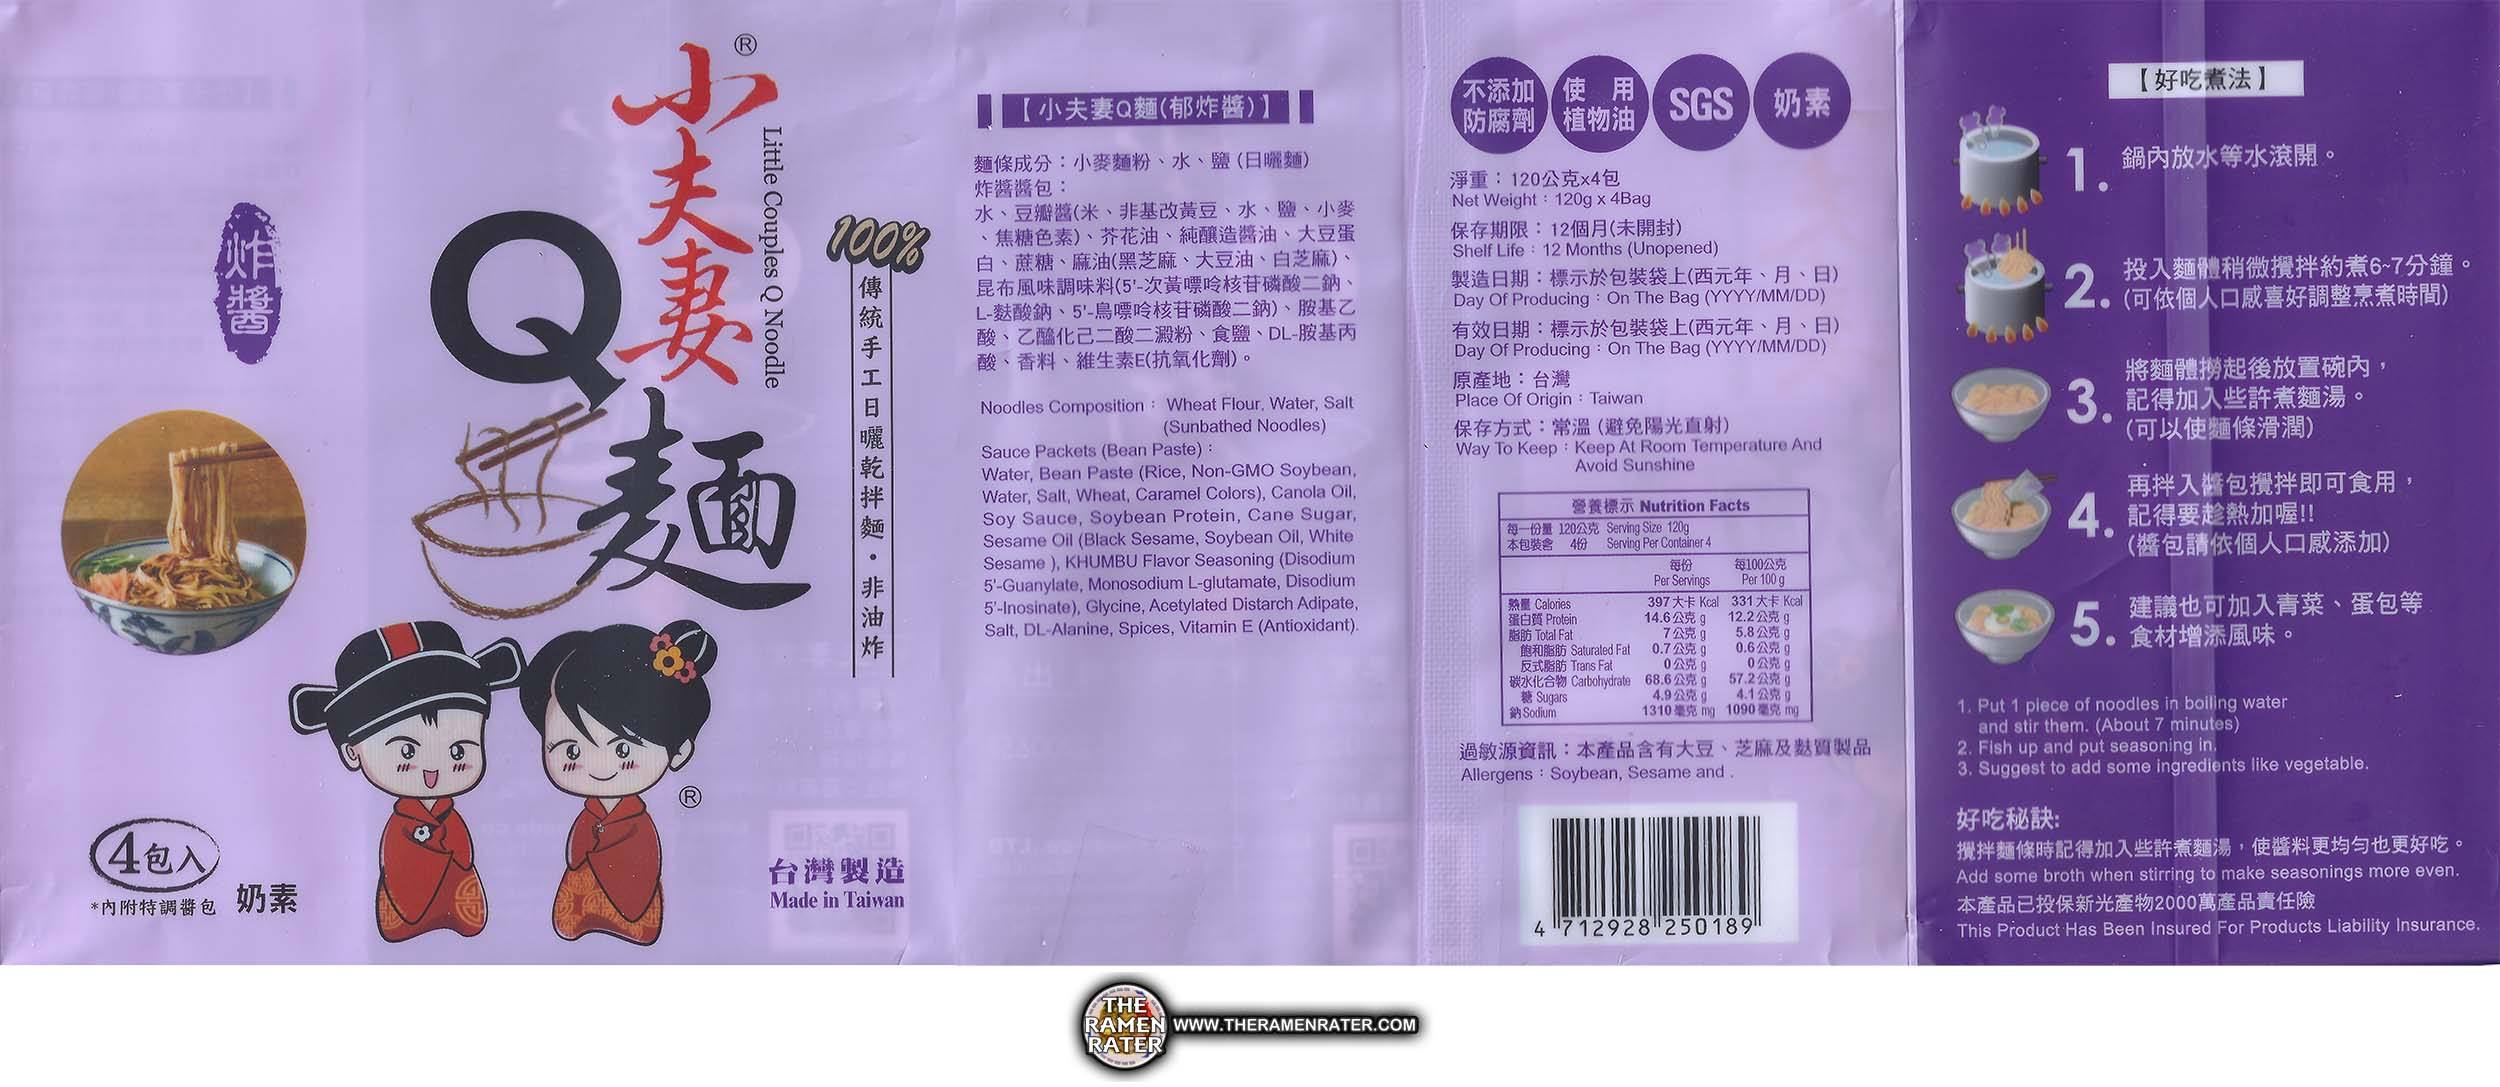 炸醬
4包入
*內附特調醬包 奶素
®
小夫妻
Q麵
Little Couples Q Noodle
100%
傳統手工日曬乾拌麵・非油炸
®
台灣製造
Made in Taiwan
【小夫妻Q麵(郁炸醬)】
麵條成分：小麥麵粉、水、鹽 (日曬麵)
炸醬醬包：
水、豆瓣醬(米、非基改黃豆、水、鹽、小麥
、焦糖色素)、芥花油、純釀造醬油、大豆蛋
白、蔗糖、麻油(黑芝麻、大豆油、白芝麻)、
昆布風味調味料(5'-次黃嘌呤核苷磷酸二鈉、
L-麩酸鈉、5'-鳥嘌呤核苷磷酸二鈉)、胺基乙
酸、乙醯化己二酸二澱粉、食鹽、DL-胺基丙
酸、香料、維生素E(抗氧化劑)。
Noodles Composition：Wheat Flour, Water, Salt
(Sunbathed Noodles)
Sauce Packets (Bean Paste)：
Water, Bean Paste (Rice, Non-GMO Soybean,
Water, Salt, Wheat, Caramel Colors), Canola Oil,
Soy Sauce, Soybean Protein, Cane Sugar,
Sesame Oil (Black Sesame, Soybean Oil, White
Sesame ), KHUMBU Flavor Seasoning (Disodium
5'-Guanylate, Monosodium L-glutamate, Disodium
5'-Inosinate), Glycine, Acetylated Distarch Adipate,
Salt, DL-Alanine, Spices, Vitamin E (Antioxidant).
不添加
防腐劑
使用
植物油
SGS
奶素
淨重：120公克x4包
Net Weight：120g x 4Bag
保存期限：12個月(未開封)
Shelf Life：12 Months (Unopened)
製造日期：標示於包裝袋上(西元年、月、日)
Day Of Producing：On The Bag (YYYY/MM/DD)
有效日期：標示於包裝袋上(西元年、月、日)
Day Of Producing：On The Bag (YYYY/MM/DD)
原產地：台灣
Place Of Origin：Taiwan
保存方式：常溫 (避免陽光直射)
Way To Keep：Keep At Room Temperature And
Avoid Sunshine
營養標示 Nutrition Facts
每一份量 120公克 Serving Size 120g
本包裝含 4份 Serving Per Container 4
每份 每100公克
Per Servings Per 100 g
熱量 Calories 397 大卡 Kcal 331 大卡 Kcal
蛋白質 Protein 14.6 公克 g 12.2 公克 g
脂肪 Total Fat 7 公克 g 5.8 公克 g
飽和脂肪 Saturated Fat 0.7 公克 g 0.6 公克 g
反式脂肪 Trans Fat 0 公克 g 0 公克 g
碳水化合物 Carbohydrate 68.6 公克 g 57.2 公克 g
糖 Sugars 4.9 公克 g 4.1 公克 g
鈉 Sodium 1310 毫克 mg 1090 毫克 mg
過敏源資訊：本產品含有大豆、芝麻及麩質製品
Allergens：Soybean, Sesame and .
4 712928 250189
【好吃煮法】
1. 鍋內放水等水滾開。
2. 投入麵體稍微攪拌約煮6~7分鐘。
(可依個人口感喜好調整烹煮時間)
3. 將麵體撈起後放置碗內，
記得加入些許煮麵湯。
(可以使麵條滑潤)
4. 再拌入醬包攪拌即可食用，
記得要趁熱加喔!!
(醬包請依個人口感添加)
5. 建議也可加入青菜、蛋包等
食材增添風味。
1. Put 1 piece of noodles in boiling water
and stir them. (About 7 minutes)
2. Fish up and put seasoning in.
3. Suggest to add some ingredients like vegetable.
好吃秘訣:
攪拌麵條時記得加入些許煮麵湯，使醬料更均勻也更好吃。
Add some broth when stirring to make seasonings more even.
本產品已投保新光產物2000萬產品責任險
This Product Has Been Insured For Products Liability Insurance.
THE
RAMEN
RATER
WWW.THERAMENRATER.COM